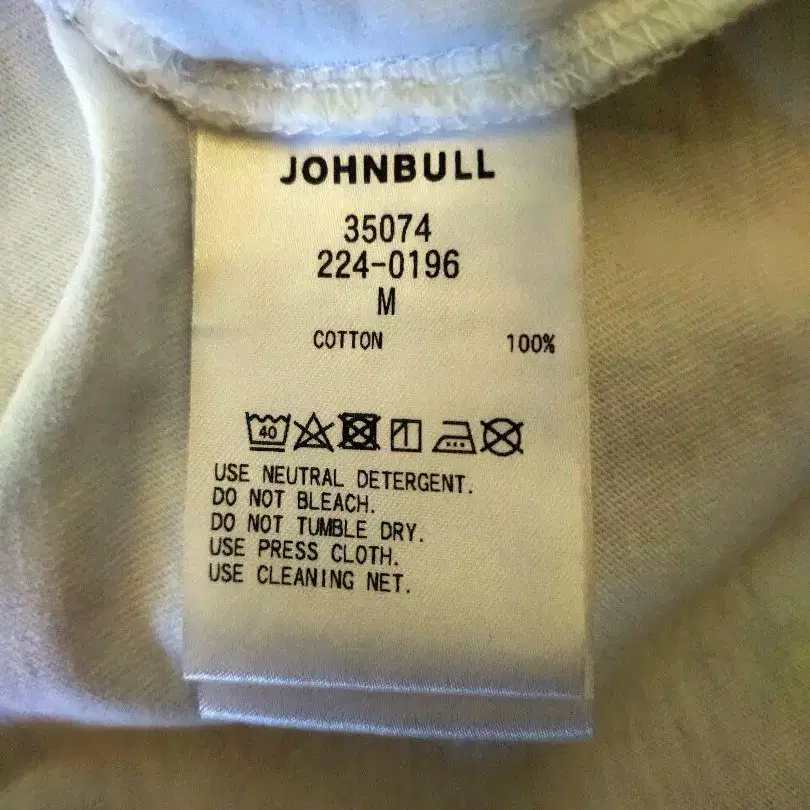 JOHNBULL
35074
224-0196
M
COTTON 100%
40
USE NEUTRAL DETERGENT.
DO NOT BLEACH.
DO NOT TUMBLE DRY.
USE PRESS CLOTH.
USE CLEANING NET.